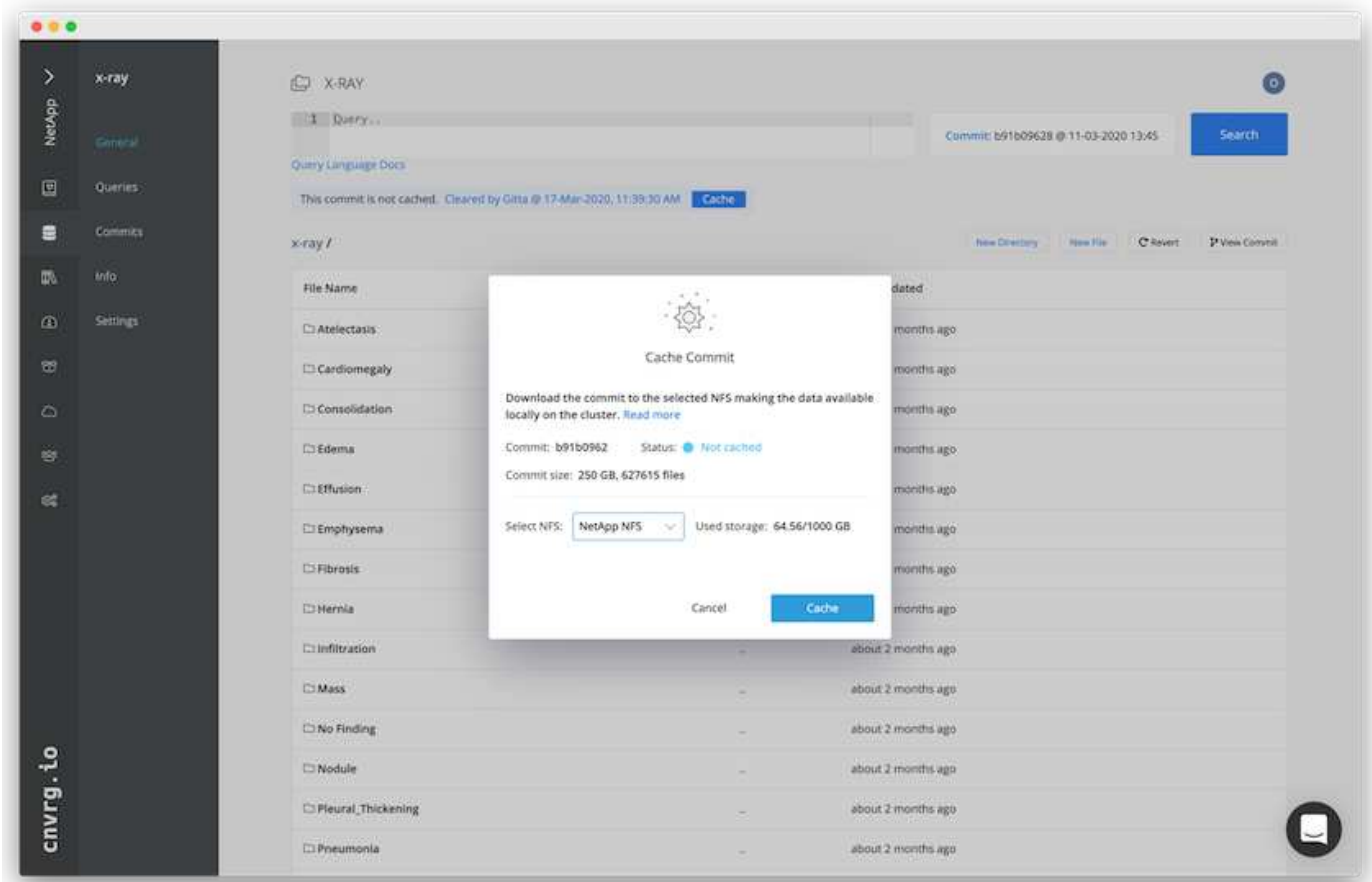 NetApp
cnvrg.io
x-ray
General
Queries
Commits
Info
Settings
X-RAY
1 Query..
Commit: b91b09628 @ 11-03-2020 13:45
Search
Query Language Docs
This commit is not cached. Cleared by Gitta @ 17-Mar-2020, 11:39:30 AM Cache
x-ray /
New Directory New File Revert View Commit
File Name
dated
Atelectasis
months ago
Cardiomegaly
months ago
Consolidation
months ago
Edema
months ago
Effusion
months ago
Emphysema
months ago
Fibrosis
months ago
Hernia
months ago
Infiltration -- about 2 months ago
Mass -- about 2 months ago
No Finding -- about 2 months ago
Nodule -- about 2 months ago
Pleural_Thickening -- about 2 months ago
Pneumonia -- about 2 months ago
Cache Commit
Download the commit to the selected NFS making the data available
locally on the cluster. Read more
Commit: b91b0962 Status: Not cached
Commit size: 250 GB, 627615 files
Select NFS: NetApp NFS Used storage: 64.56/1000 GB
Cancel Cache